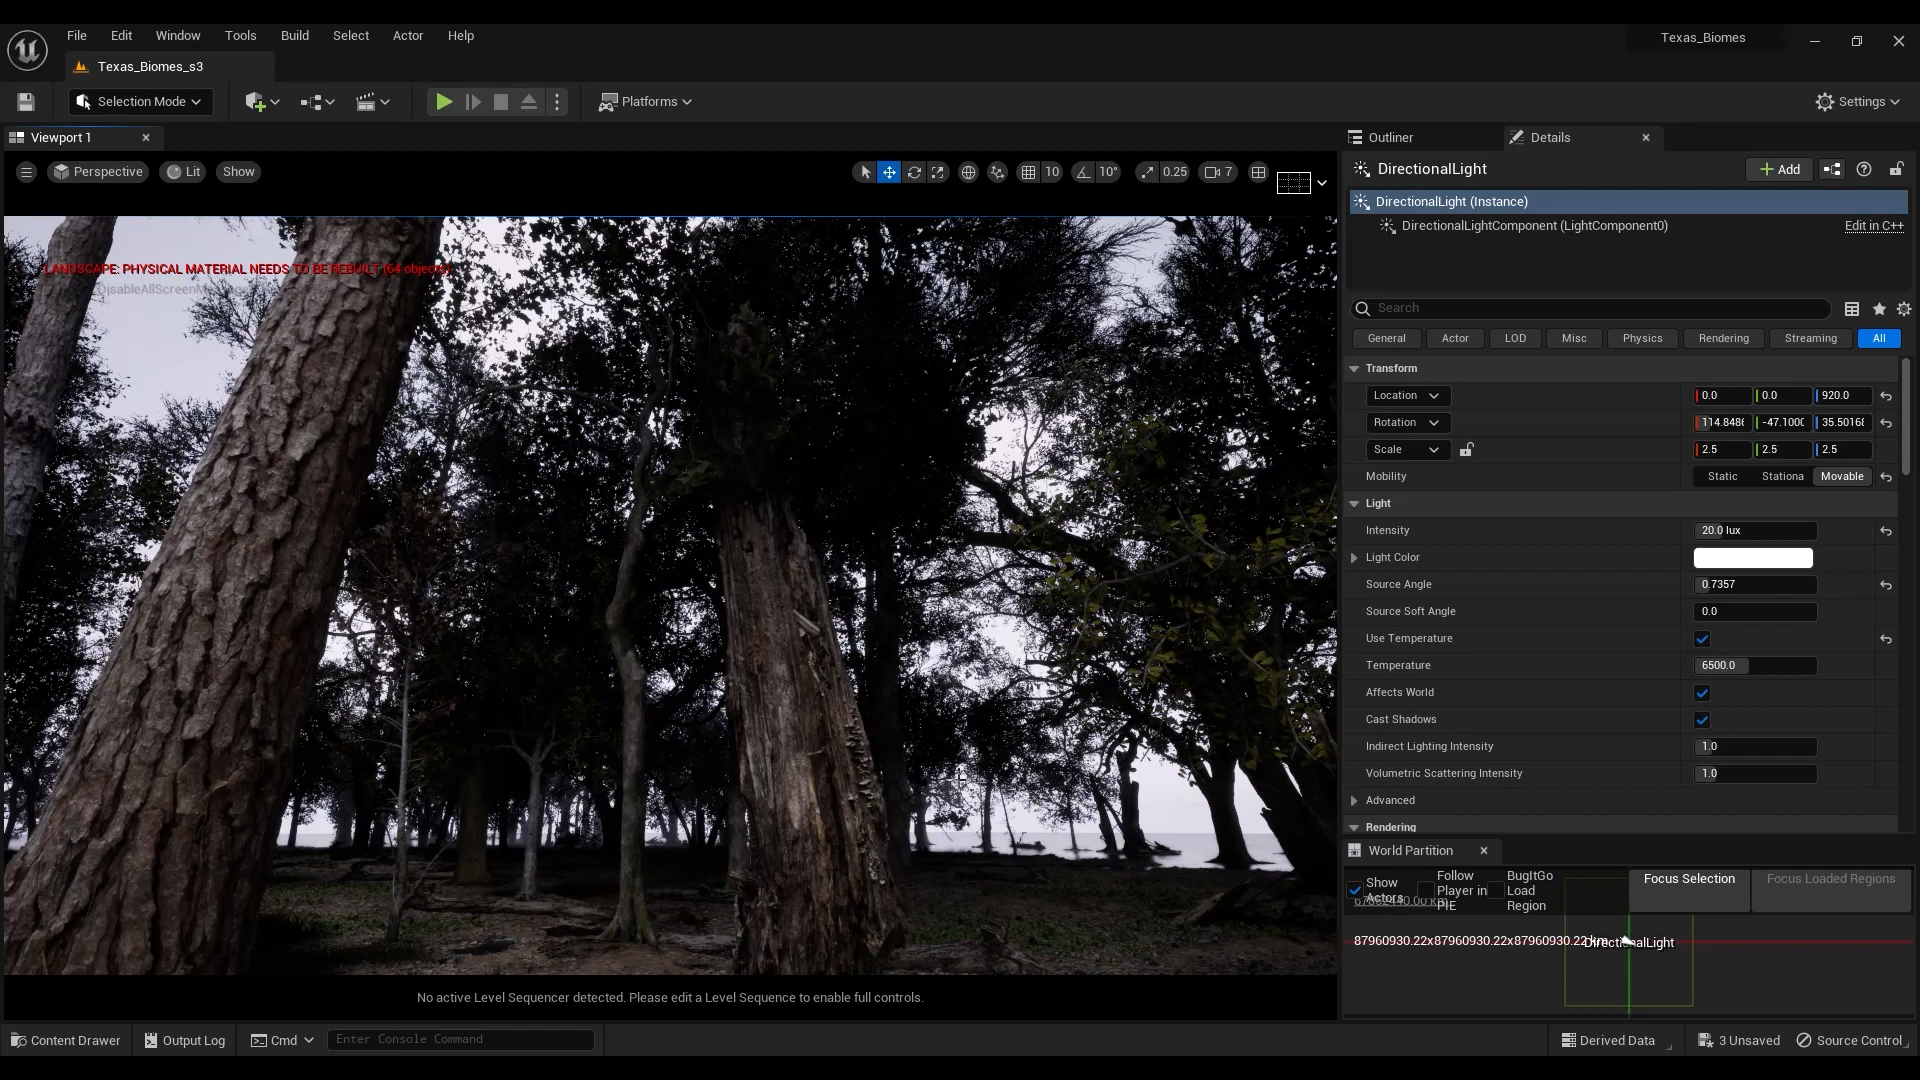 File Edit Window Tools Build Select Actor Help
Texas_Biomes
Texas_Biomes_s3
Selection Mode
Platforms
Settings
Viewport 1
Perspective Lit Show
10 10° 0.25 7
LANDSCAPE: PHYSICAL MATERIAL NEEDS TO BE REBUILT (64 objects)
No active Level Sequencer detected. Please edit a Level Sequence to enable full controls.
Outliner Details
DirectionalLight
Add
DirectionalLight (Instance)
DirectionalLightComponent (LightComponent0) Edit in C++
Search
General Actor LOD Misc Physics Rendering Streaming All
Transform
Location 0.0 0.0 920.0
Rotation 114.848 -47.100 35.5016
Scale 2.5 2.5 2.5
Mobility Static Stationa Movable
Light
Intensity 20.0 lux
Light Color
Source Angle 0.7357
Source Soft Angle 0.0
Use Temperature
Temperature 6500.0
Affects World
Cast Shadows
Indirect Lighting Intensity 1.0
Volumetric Scattering Intensity 1.0
Advanced
Rendering
World Partition
Show Actors
Follow Player in PIE
BugItGo Load Region
Focus Selection Focus Loaded Regions
87960930.22x87960930.22x87960930.22 km
DirectionalLight
Content Drawer Output Log Cmd Enter Console Command Derived Data 3 Unsaved Source Control